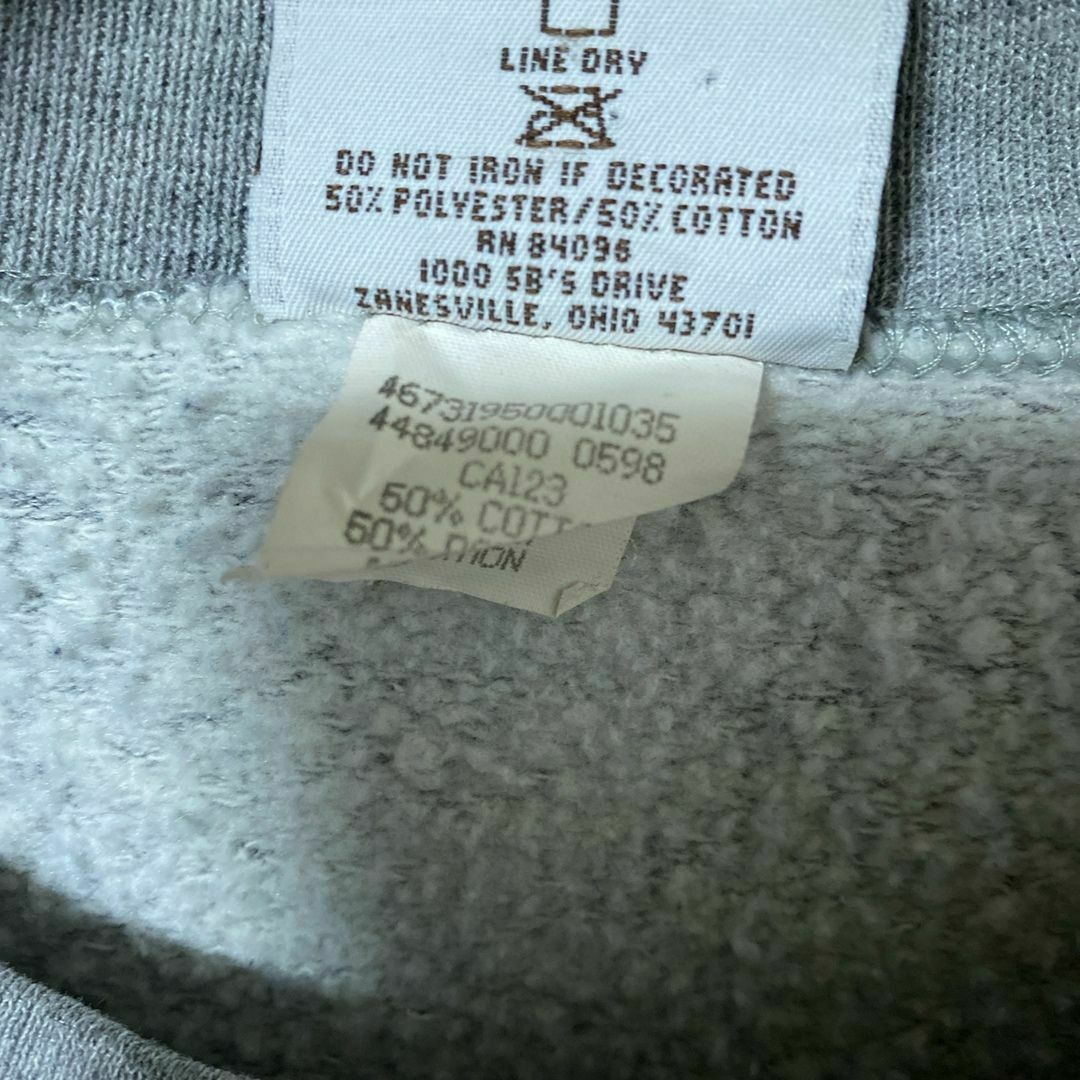 LINE DRY
DO NOT IRON IF DECORATED
50% POLYESTER/50% COTTON
RN 84096
1000 SB'S DRIVE
ZANESVILLE, OHIO 43701
46731950001035
44849000 0598
CA123
50%
50%